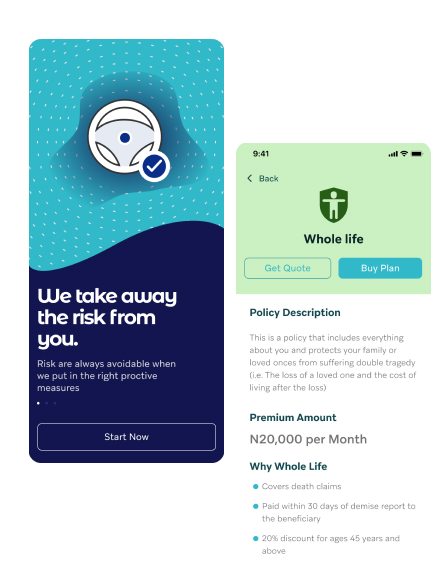 We take away
the risk from
you.
Risk are always avoidable when
we put in the right proctive
measures
Start Now
9:41
Back
Whole life
Get Quote
Buy Plan
Policy Description
This is a policy that includes everything
about you and protects your family or
loved onces from suffering double tragedy
(i.e. The loss of a loved one and the cost of
living after the loss)
Premium Amount
N20,000 per Month
Why Whole Life
Covers death claims
Paid within 30 days of demise report to
the beneficiary
20% discount for ages 45 years and
above